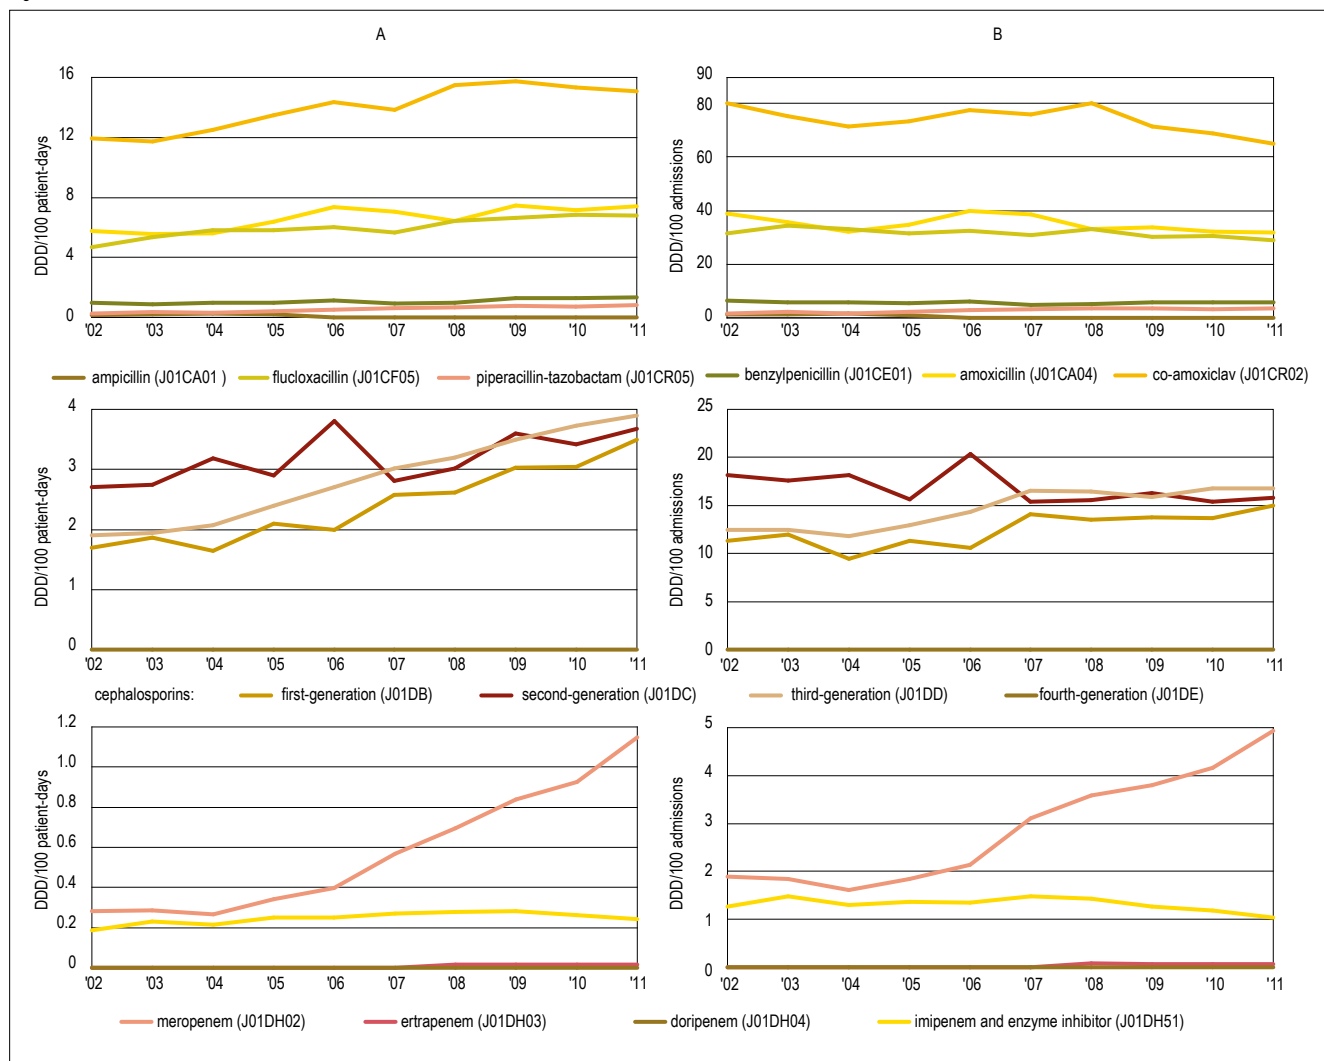 A
B
DDD/100 patient-days
16
12
8
4
0
'02 '03 '04 '05 '06 '07 '08 '09 '10 '11
DDD/100 admissions
90
80
60
40
20
0
'02 '03 '04 '05 '06 '07 '08 '09 '10 '11
ampicillin (J01CA01 ) flucloxacillin (J01CF05) piperacillin-tazobactam (J01CR05) benzylpenicillin (J01CE01) amoxicillin (J01CA04) co-amoxiclav (J01CR02)
DDD/100 patient-days
4
3
2
1
0
'02 '03 '04 '05 '06 '07 '08 '09 '10 '11
DDD/100 admissions
25
20
15
10
5
0
'02 '03 '04 '05 '06 '07 '08 '09 '10 '11
cephalosporins: first-generation (J01DB) second-generation (J01DC) third-generation (J01DD) fourth-generation (J01DE)
DDD/100 patient-days
1.2
1.0
0.8
0.6
0.4
0.2
0
'02 '03 '04 '05 '06 '07 '08 '09 '10 '11
DDD/100 admissions
5
4
3
2
1
0
'02 '03 '04 '05 '06 '07 '08 '09 '10 '11
meropenem (J01DH02) ertrapenem (J01DH03) doripenem (J01DH04) imipenem and enzyme inhibitor (J01DH51)